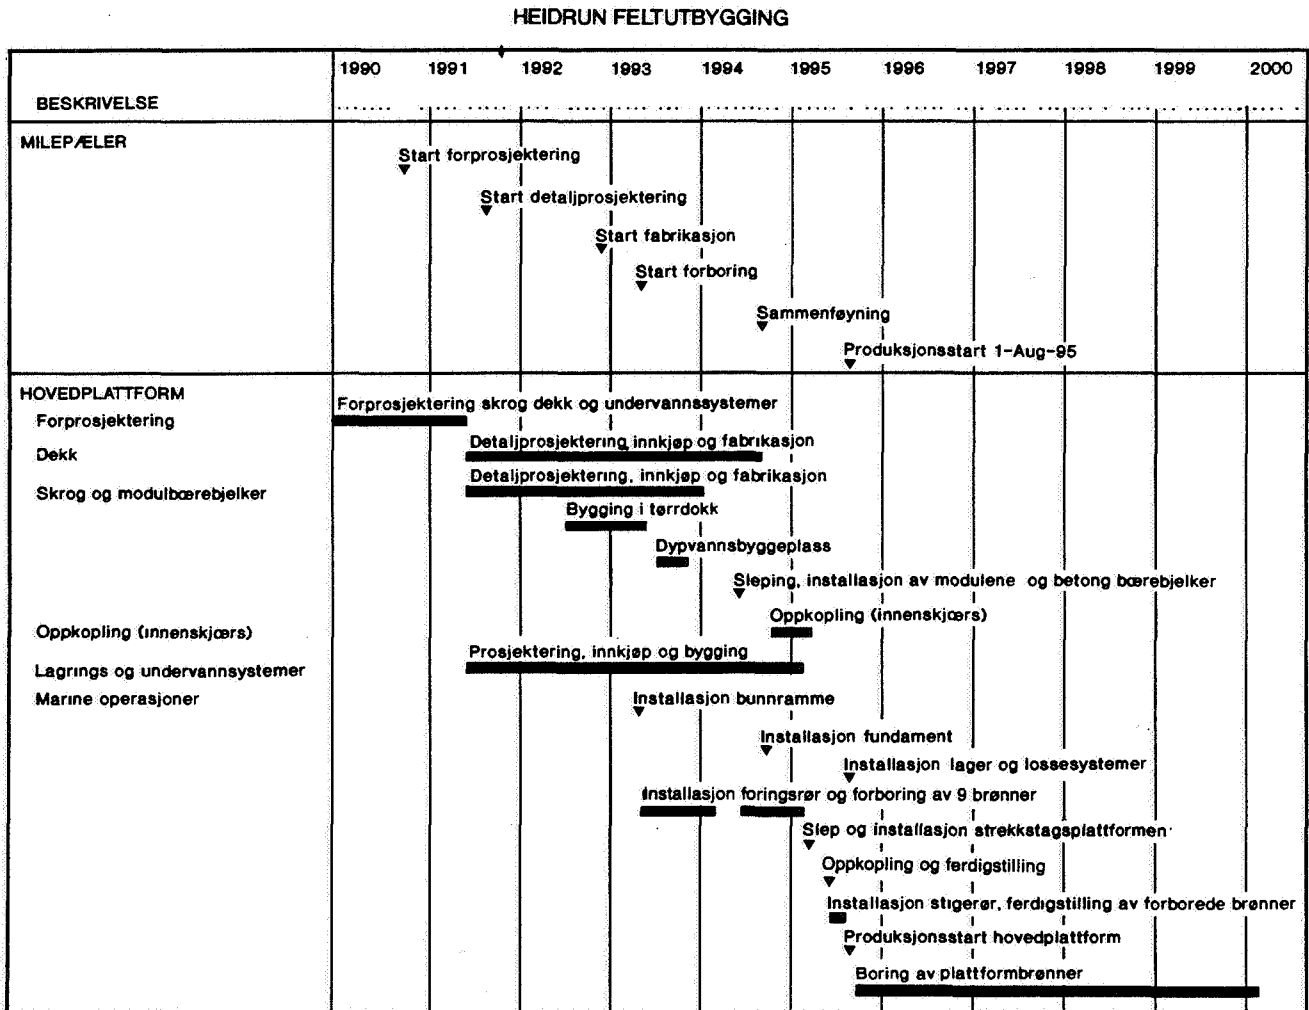 HEIDRUN FELTUTBYGGING
1990 1991 1992 1993 1994 1995 1996 1997 1998 1999 2000
BESKRIVELSE
MILEPÆLER
Start forprosjektering
Start detaljprosjektering
Start fabrikasjon
Start forboring
Sammenføyning
Produksjonsstart 1-Aug-95
HOVEDPLATTFORM
Forprosjektering skrog dekk og undervannssystemer
Forprosjektering
Detaljprosjektering, innkjøp og fabrikasjon
Dekk
Detaljprosjektering, innkjøp og fabrikasjon
Skrog og modulbærebjelker
Bygging i tørrdokk
Dypvannsbyggeplass
Sleping, installasjon av modulene og betong bærebjelker
Oppkopling (innenskjærs)
Oppkopling (innenskjærs)
Prosjektering, innkjøp og bygging
Lagrings og undervannsystemer
Marine operasjoner
Installasjon bunnramme
Installasjon fundament
Installasjon lager og lossesystemer
Installasjon foringsrør og forboring av 9 brønner
Slep og installasjon strekkstagsplattformen
Oppkopling og ferdigstilling
Installasjon stigerør, ferdigstilling av forborede brønner
Produksjonsstart hovedplattform
Boring av plattformbrønner